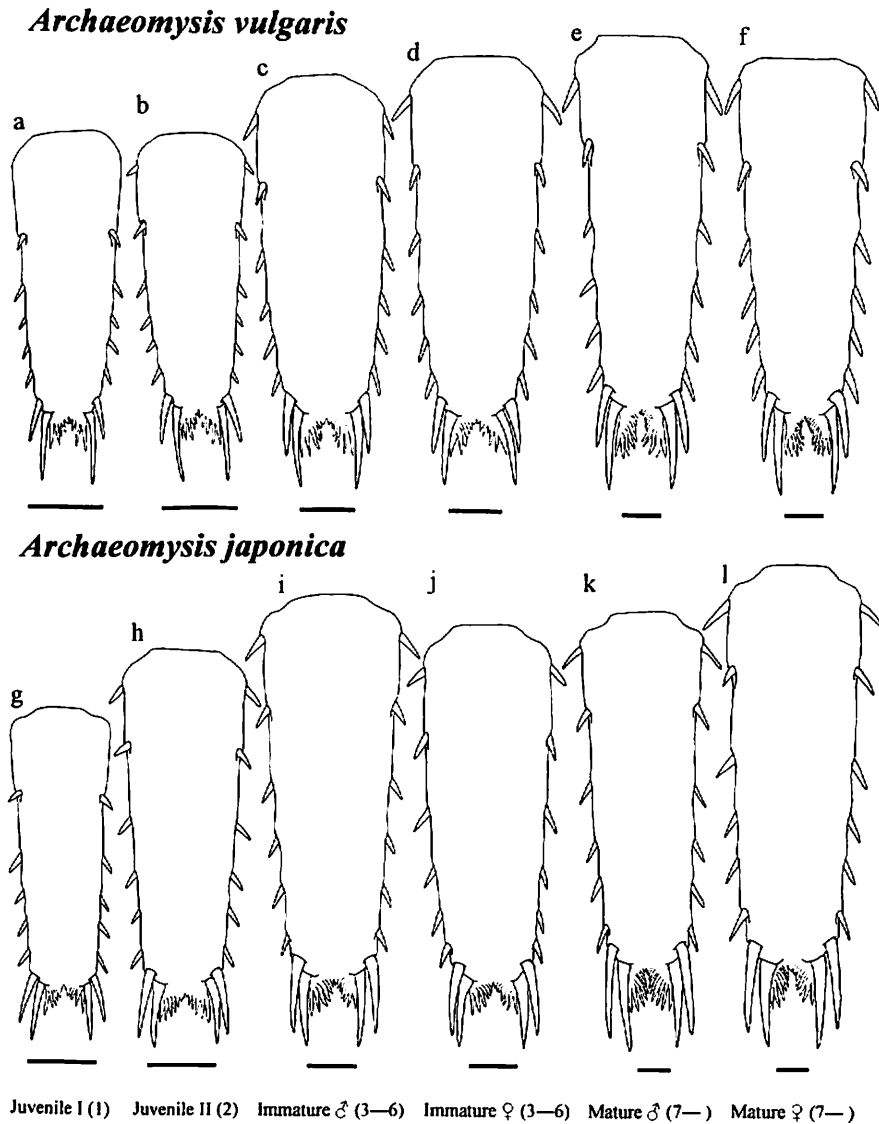 Archaeomysis vulgaris
a
b
c
d
e
f
Archaeomysis japonica
g
h
i
j
k
l
Juvenile I (1) Juvenile II (2) Immature ♂ (3—6) Immature ♀ (3—6) Mature ♂ (7— ) Mature ♀ (7— )